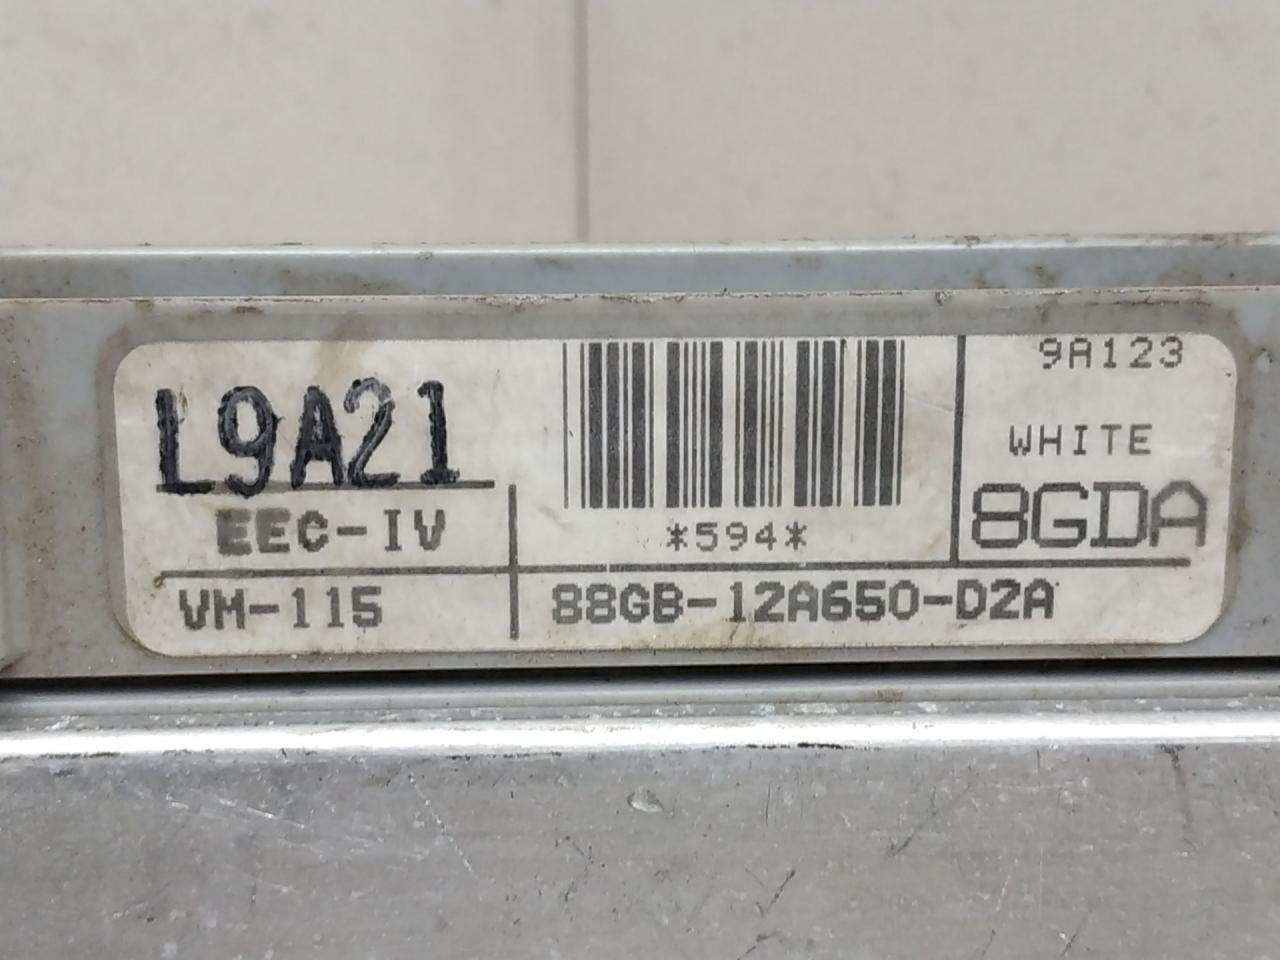 L9A21
EEC-IV
VM-115
*594*
88GB-12A650-D2A
9A123
WHITE
8GDA